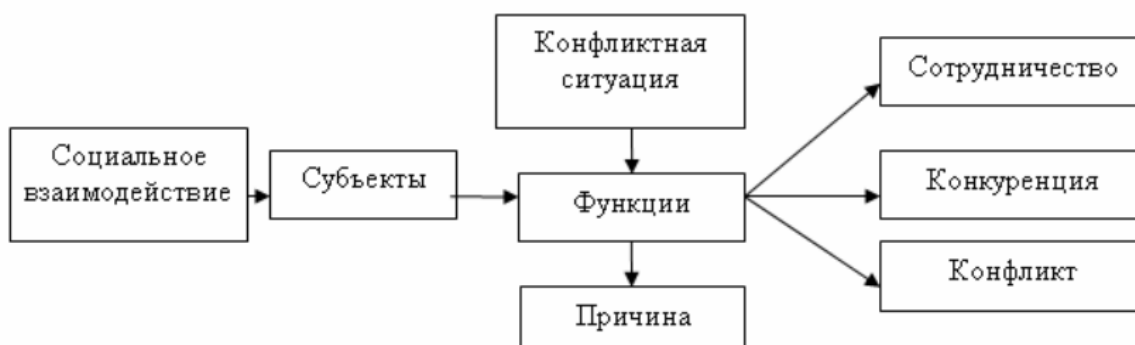 Конфликтная
ситуация
Сотрудничество
Социальное
взаимодействие
Субъекты
Функции
Конкуренция
Конфликт
Причина